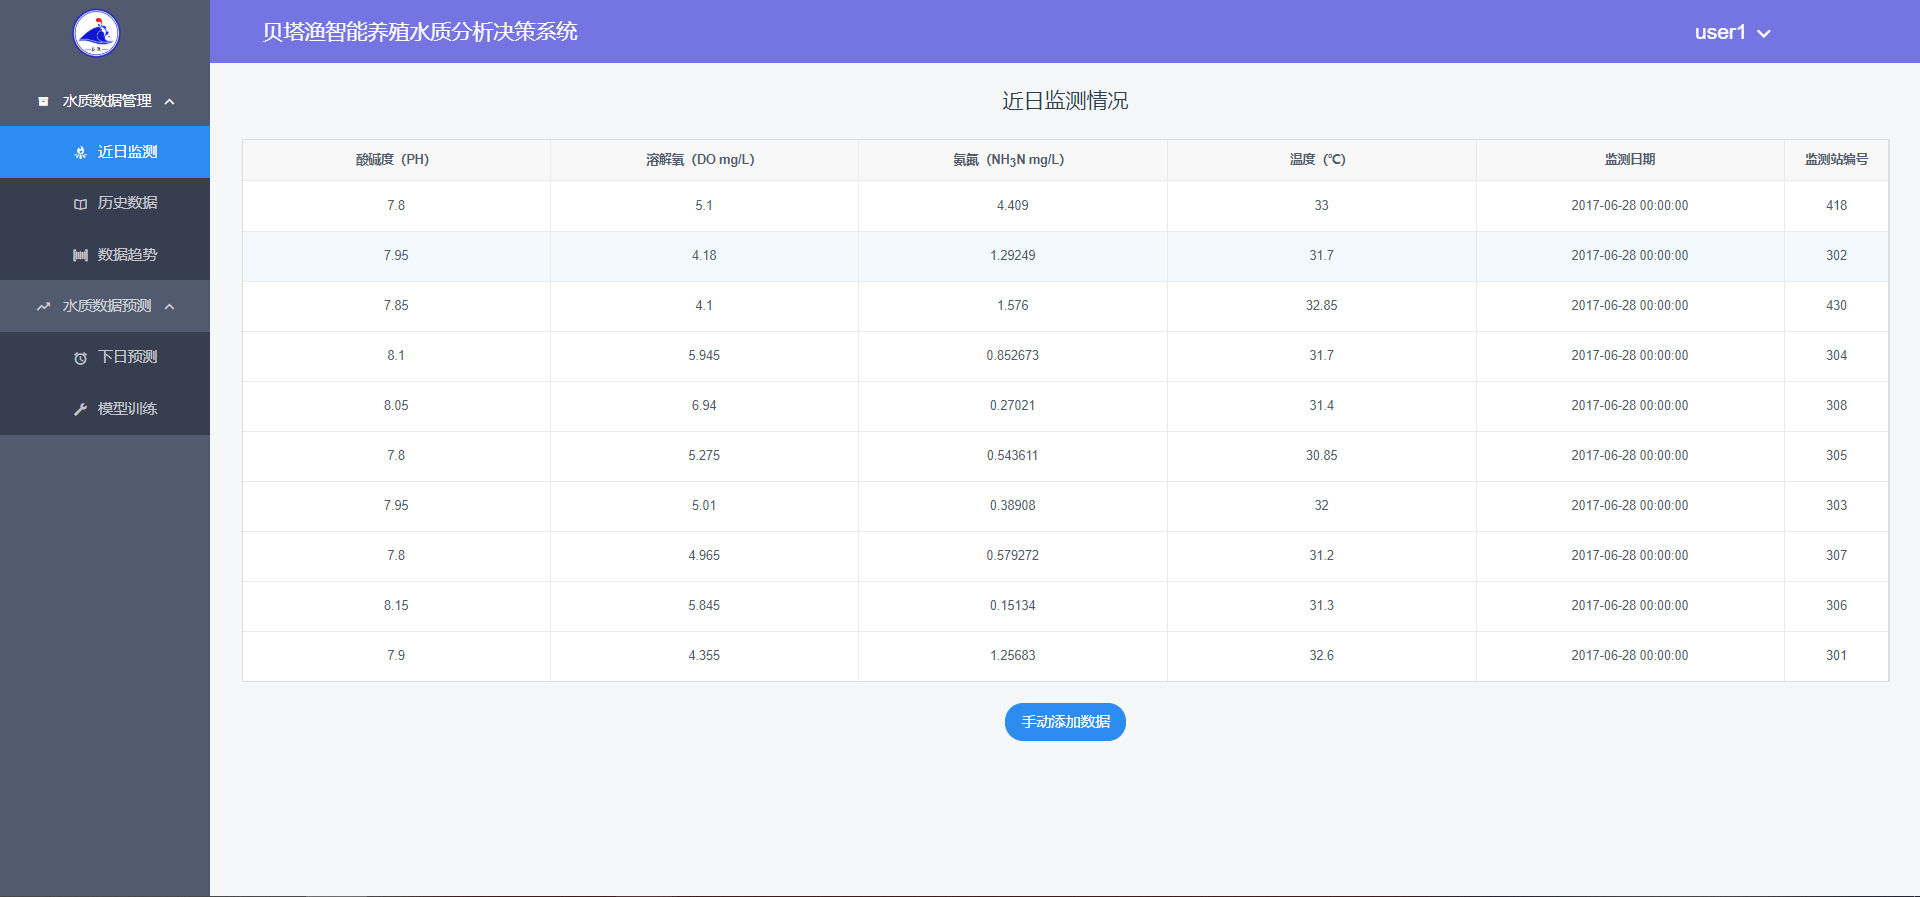 贝塔渔智能养殖水质分析决策系统
user1
水质数据管理
近日监测
历史数据
数据趋势
水质数据预测
下日预测
模型训练
近日监测情况
酸碱度（PH） 溶解氧（DO mg/L） 氨氮（NH3N mg/L） 温度（℃） 监测日期 监测站编号
7.8 5.1 4.409 33 2017-06-28 00:00:00 418
7.95 4.18 1.29249 31.7 2017-06-28 00:00:00 302
7.85 4.1 1.576 32.85 2017-06-28 00:00:00 430
8.1 5.945 0.852673 31.7 2017-06-28 00:00:00 304
8.05 6.94 0.27021 31.4 2017-06-28 00:00:00 308
7.8 5.275 0.543611 30.85 2017-06-28 00:00:00 305
7.95 5.01 0.38908 32 2017-06-28 00:00:00 303
7.8 4.965 0.579272 31.2 2017-06-28 00:00:00 307
8.15 5.845 0.15134 31.3 2017-06-28 00:00:00 306
7.9 4.355 1.25683 32.6 2017-06-28 00:00:00 301
手动添加数据